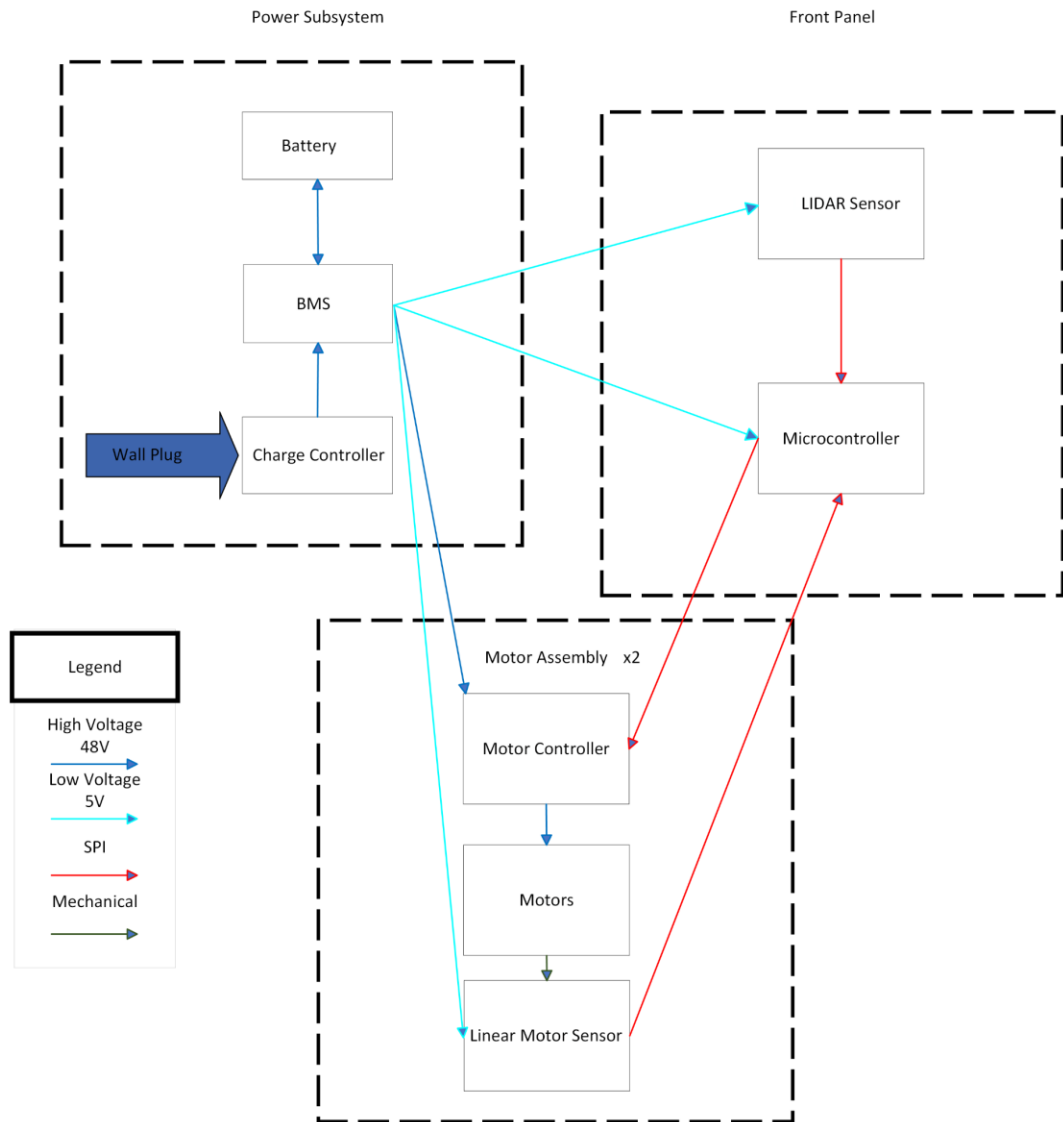 Power Subsystem
Front Panel
Battery
LIDAR Sensor
BMS
Wall Plug
Charge Controller
Microcontroller
Legend
High Voltage
48V
Low Voltage
5V
SPI
Mechanical
Motor Assembly x2
Motor Controller
Motors
Linear Motor Sensor